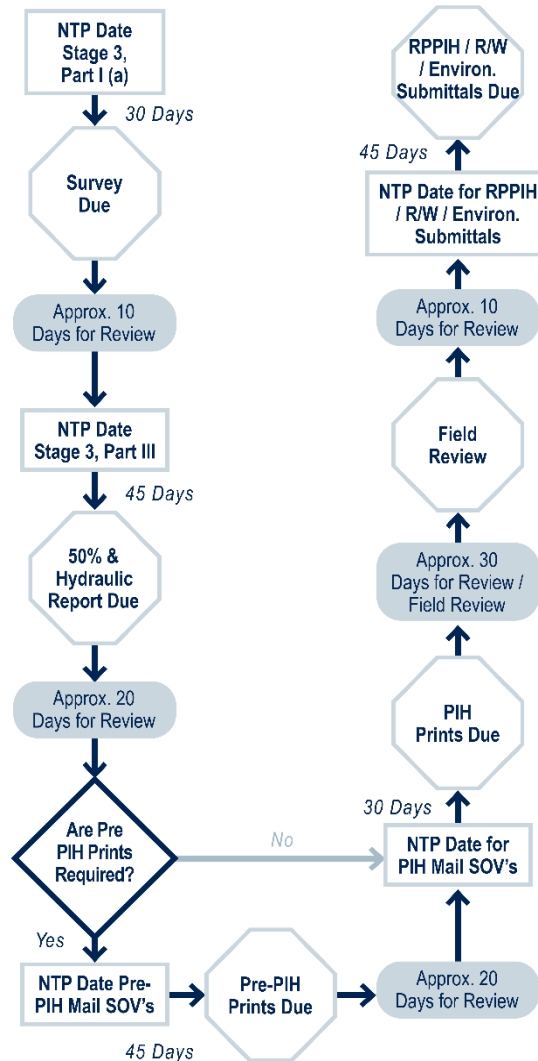 NTP Date
Stage 3,
Part I (a)
30 Days
Survey
Due
Approx. 10
Days for Review
NTP Date
Stage 3, Part III
45 Days
50% &
Hydraulic
Report Due
Approx. 20
Days for Review
Are Pre
PIH Prints
Required?
No
Yes
NTP Date Pre-
PIH Mail SOV's
45 Days
Pre-PIH
Prints Due
Approx. 20
Days for Review
NTP Date for
PIH Mail SOV's
30 Days
PIH
Prints Due
Approx. 30
Days for Review /
Field Review
Field
Review
Approx. 10
Days for Review
NTP Date for RPPIH
/ R/W / Environ.
Submittals
45 Days
RPPIH / R/W
/ Environ.
Submittals Due